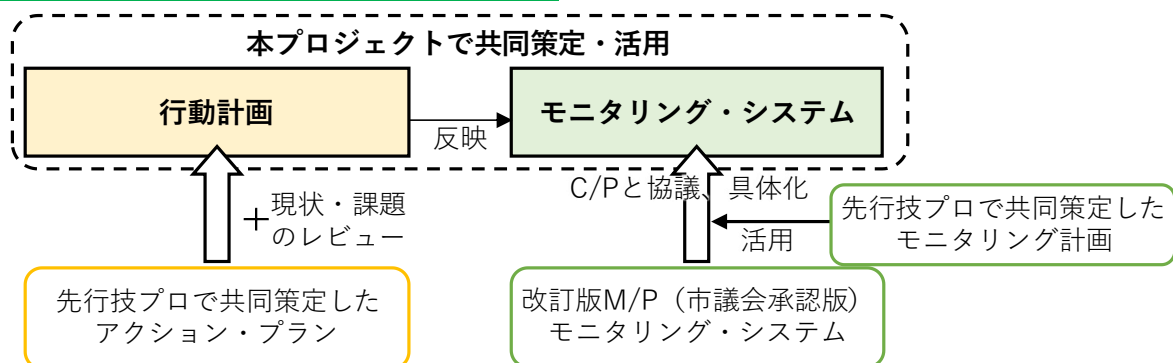 本プロジェクトで共同策定・活用
行動計画
反映
モニタリング・システム
＋現状・課題
のレビュー
C/Pと協議、具体化
活用
先行技プロで共同策定した
モニタリング計画
先行技プロで共同策定した
アクション・プラン
改訂版M/P（市議会承認版）
モニタリング・システム